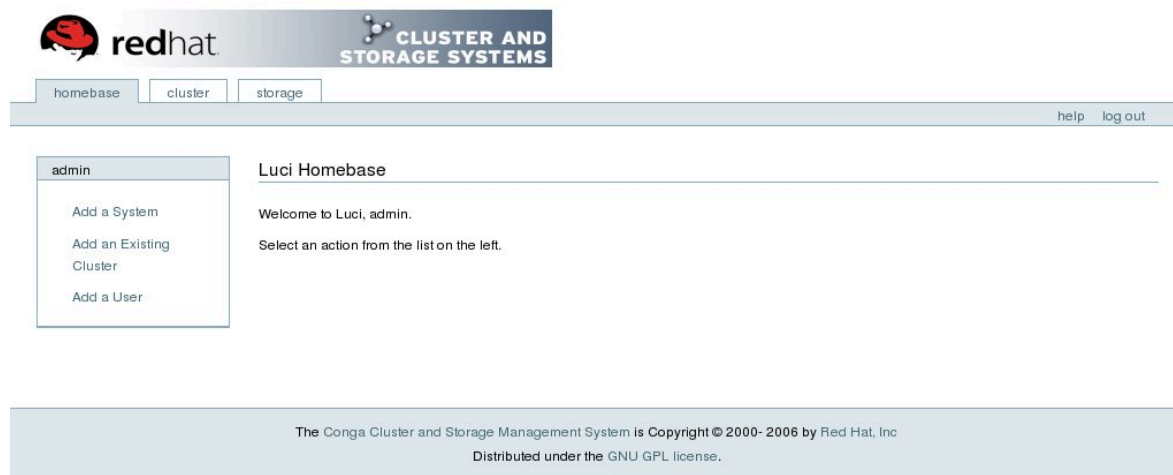 redhat.
CLUSTER AND
STORAGE SYSTEMS
homebase
cluster
storage
help
log out
admin
Add a System
Add an Existing
Cluster
Add a User
Luci Homebase
Welcome to Luci, admin.
Select an action from the list on the left.
The Conga Cluster and Storage Management System is Copyright © 2000- 2006 by Red Hat, Inc
Distributed under the GNU GPL license.